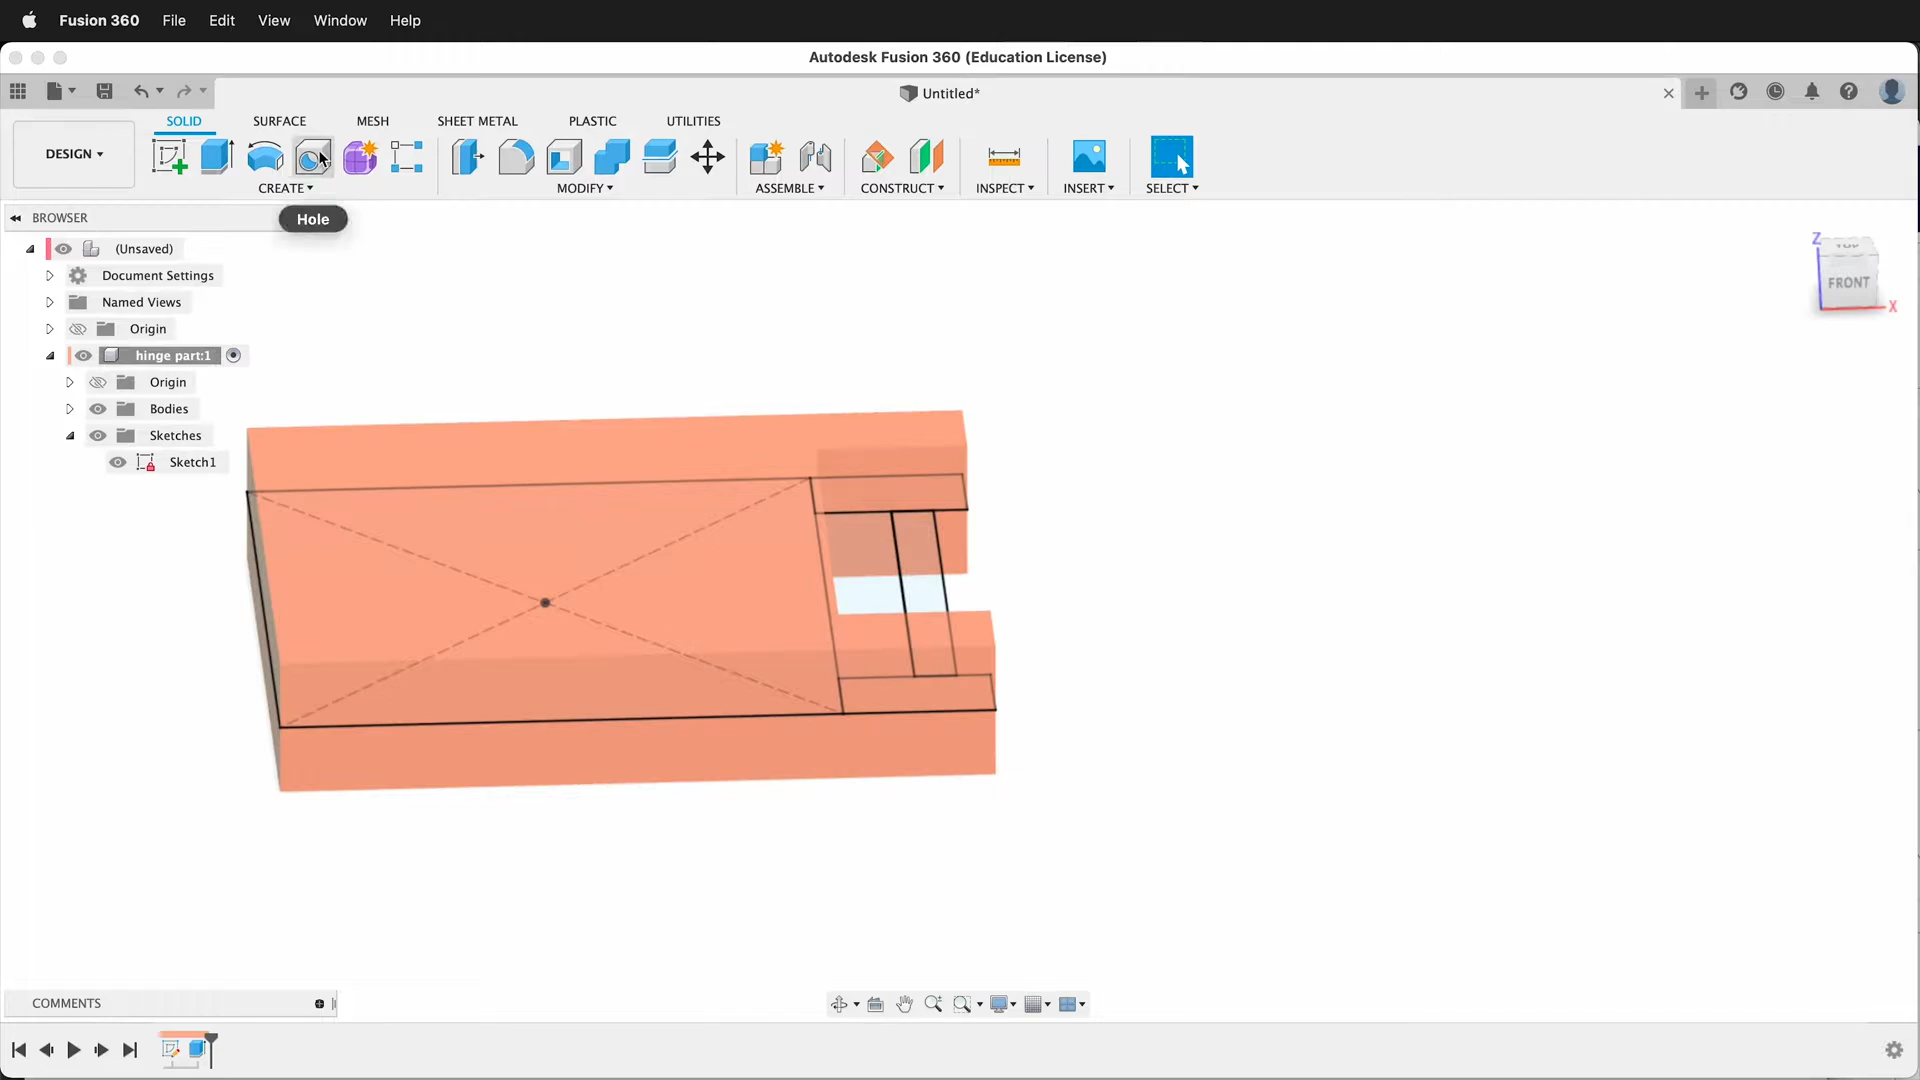 Fusion 360 File Edit View Window Help
Autodesk Fusion 360 (Education License)
Untitled*
SOLID SURFACE MESH SHEET METAL PLASTIC UTILITIES
DESIGN
CREATE MODIFY ASSEMBLE CONSTRUCT INSPECT INSERT SELECT
BROWSER
Hole
(Unsaved)
Document Settings
Named Views
Origin
hinge part:1
Origin
Bodies
Sketches
Sketch1
Z
TOP
FRONT
X
COMMENTS